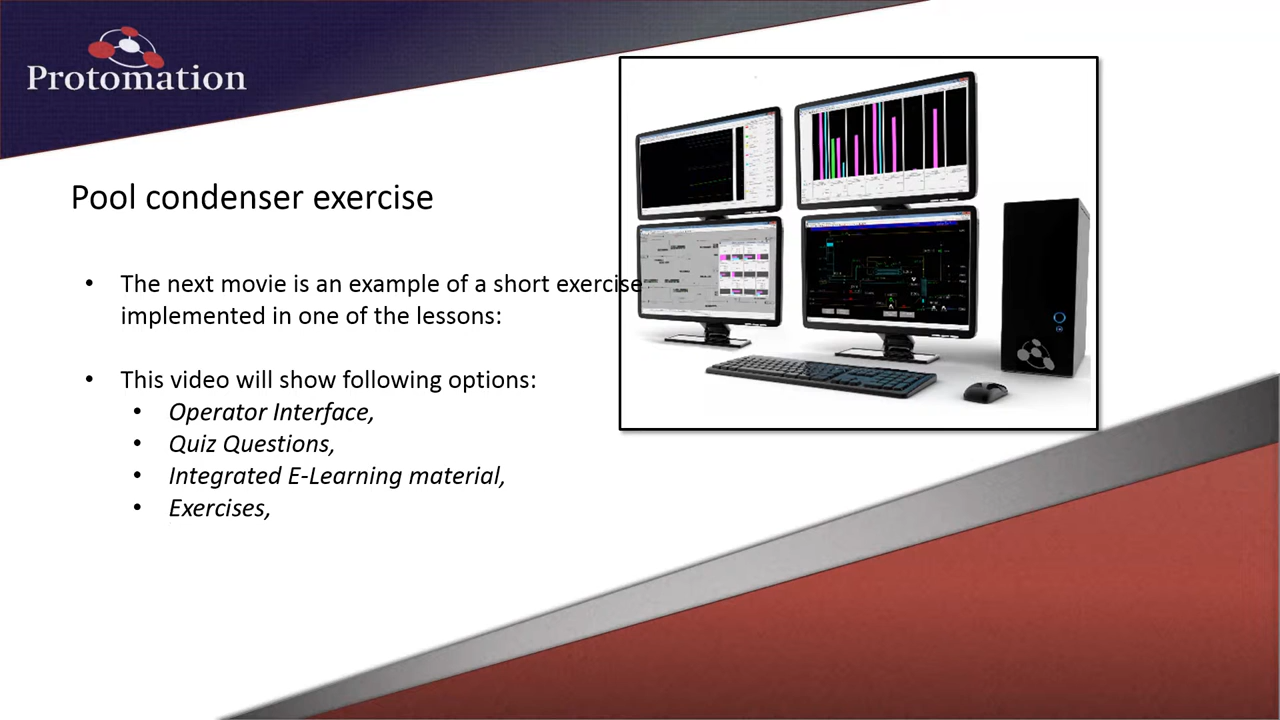 Protomation
Pool condenser exercise
• The next movie is an example of a short exercise
implemented in one of the lessons:
• This video will show following options:
• Operator Interface,
• Quiz Questions,
• Integrated E-Learning material,
• Exercises,